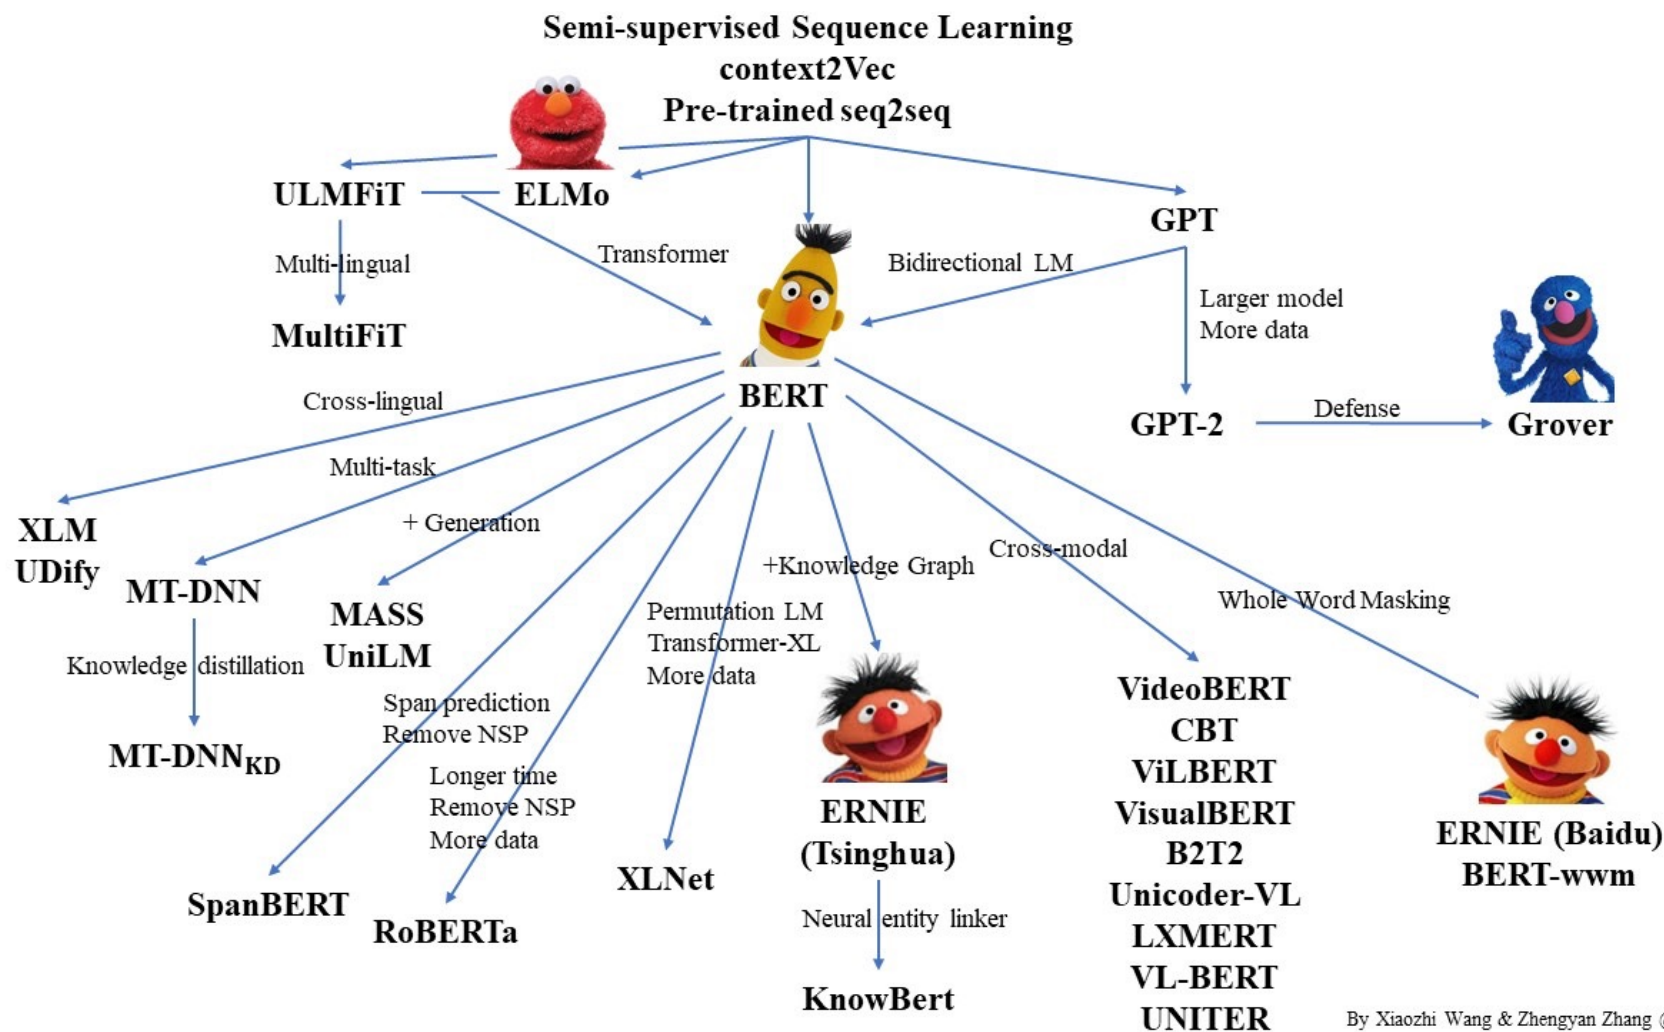 Semi-supervised Sequence Learning
context2Vec
Pre-trained seq2seq
ULMFiT
ELMo
GPT
Multi-lingual
Transformer
Bidirectional LM
Larger model
More data
MultiFiT
BERT
GPT-2
Defense
Grover
Cross-lingual
Multi-task
+ Generation
Cross-modal
+Knowledge Graph
Whole Word Masking
XLM
UDify
MT-DNN
MASS
UniLM
Permutation LM
Transformer-XL
More data
Knowledge distillation
MT-DNNKD
Span prediction
Remove NSP
Longer time
Remove NSP
More data
SpanBERT
RoBERTa
XLNet
ERNIE
(Tsinghua)
Neural entity linker
KnowBert
VideoBERT
CBT
ViLBERT
VisualBERT
B2T2
Unicoder-VL
LXMERT
VL-BERT
UNITER
ERNIE (Baidu)
BERT-wwm
By Xiaozhi Wang & Zhengyan Zhang @